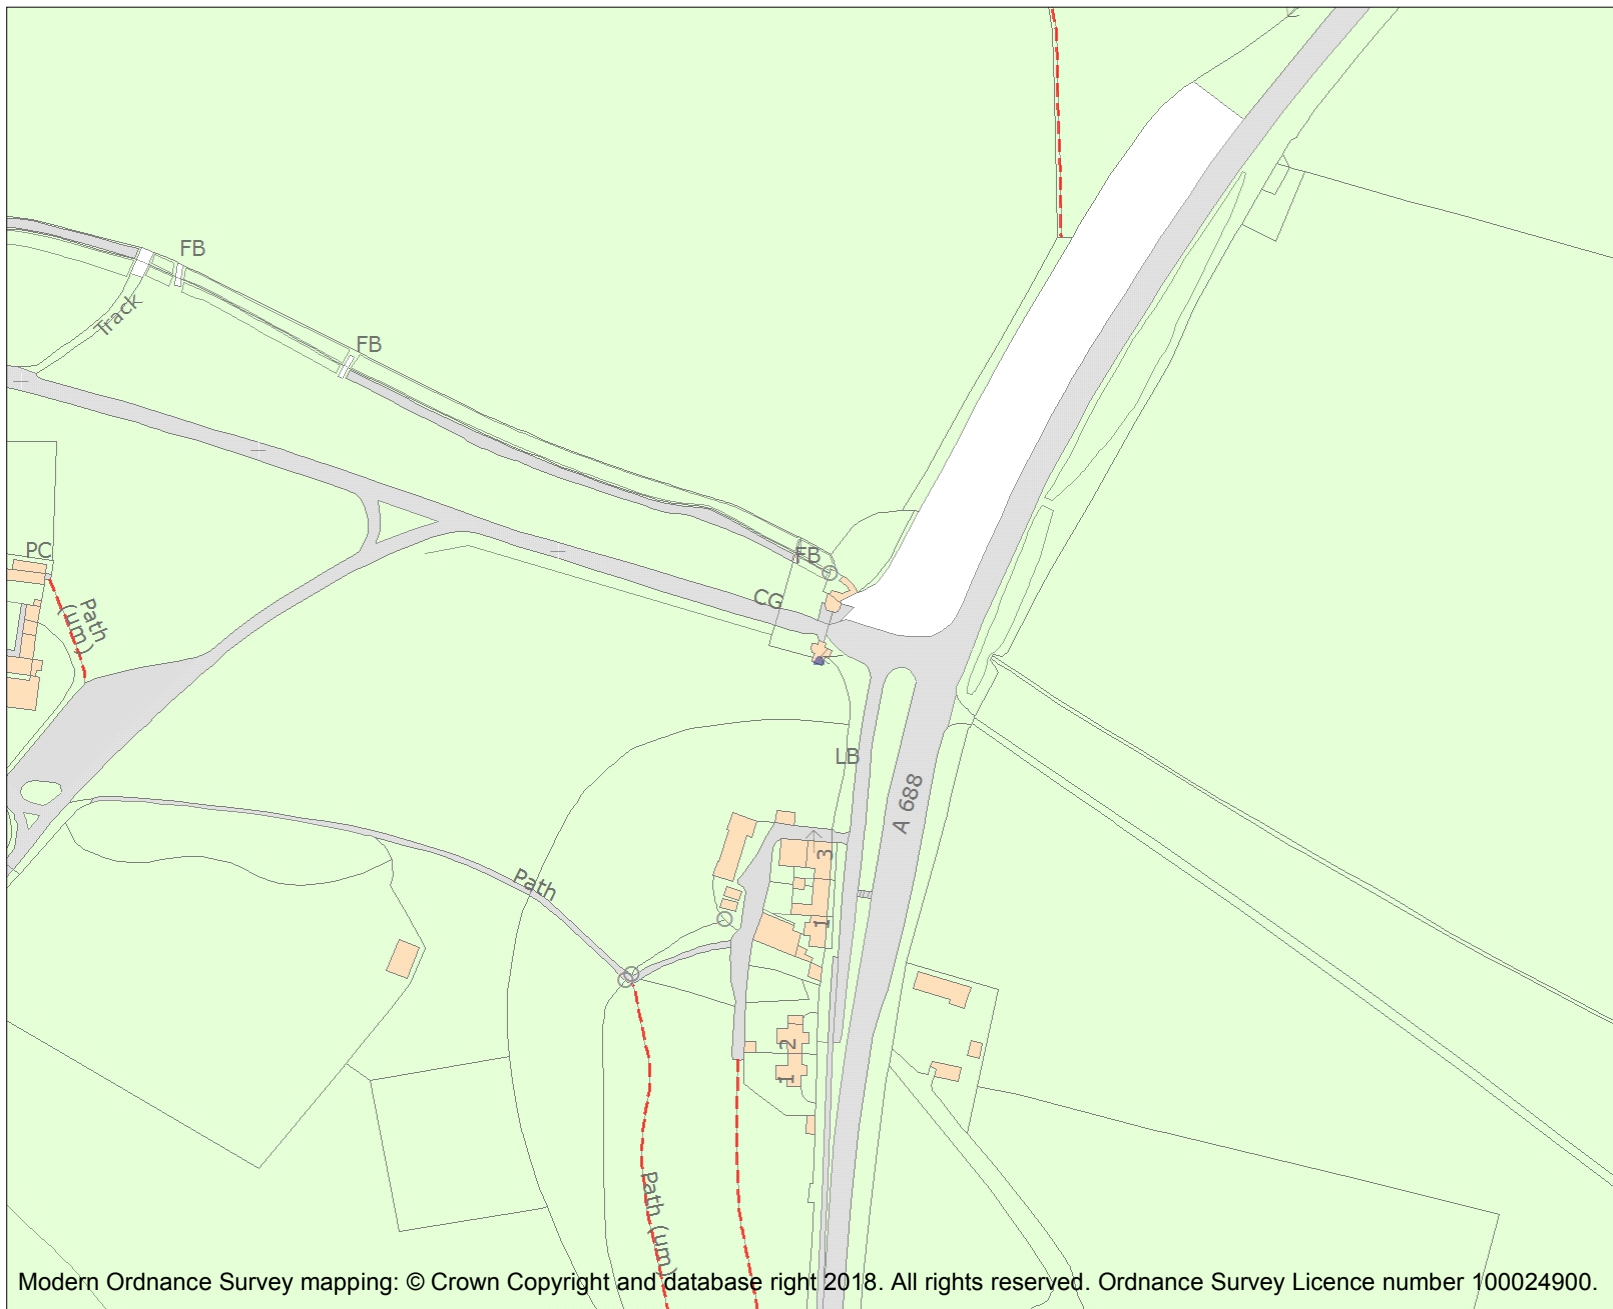 FB
Track
FB
PC
FB
Path
(um)
CG
LB
A 688
3
Path
1
2
1
Path (um)
Modern Ordnance Survey mapping: © Crown Copyright and database right 2018. All rights reserved. Ordnance Survey Licence number 100024900.